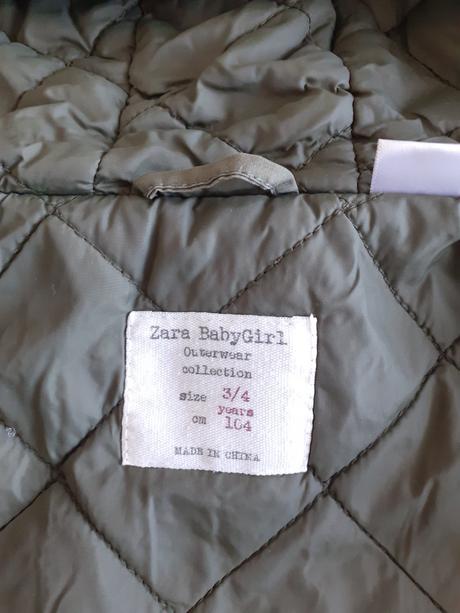 Zara BabyGirl
Outerwear
collection
size 3/4
years
cm 104
MADE IN CHINA